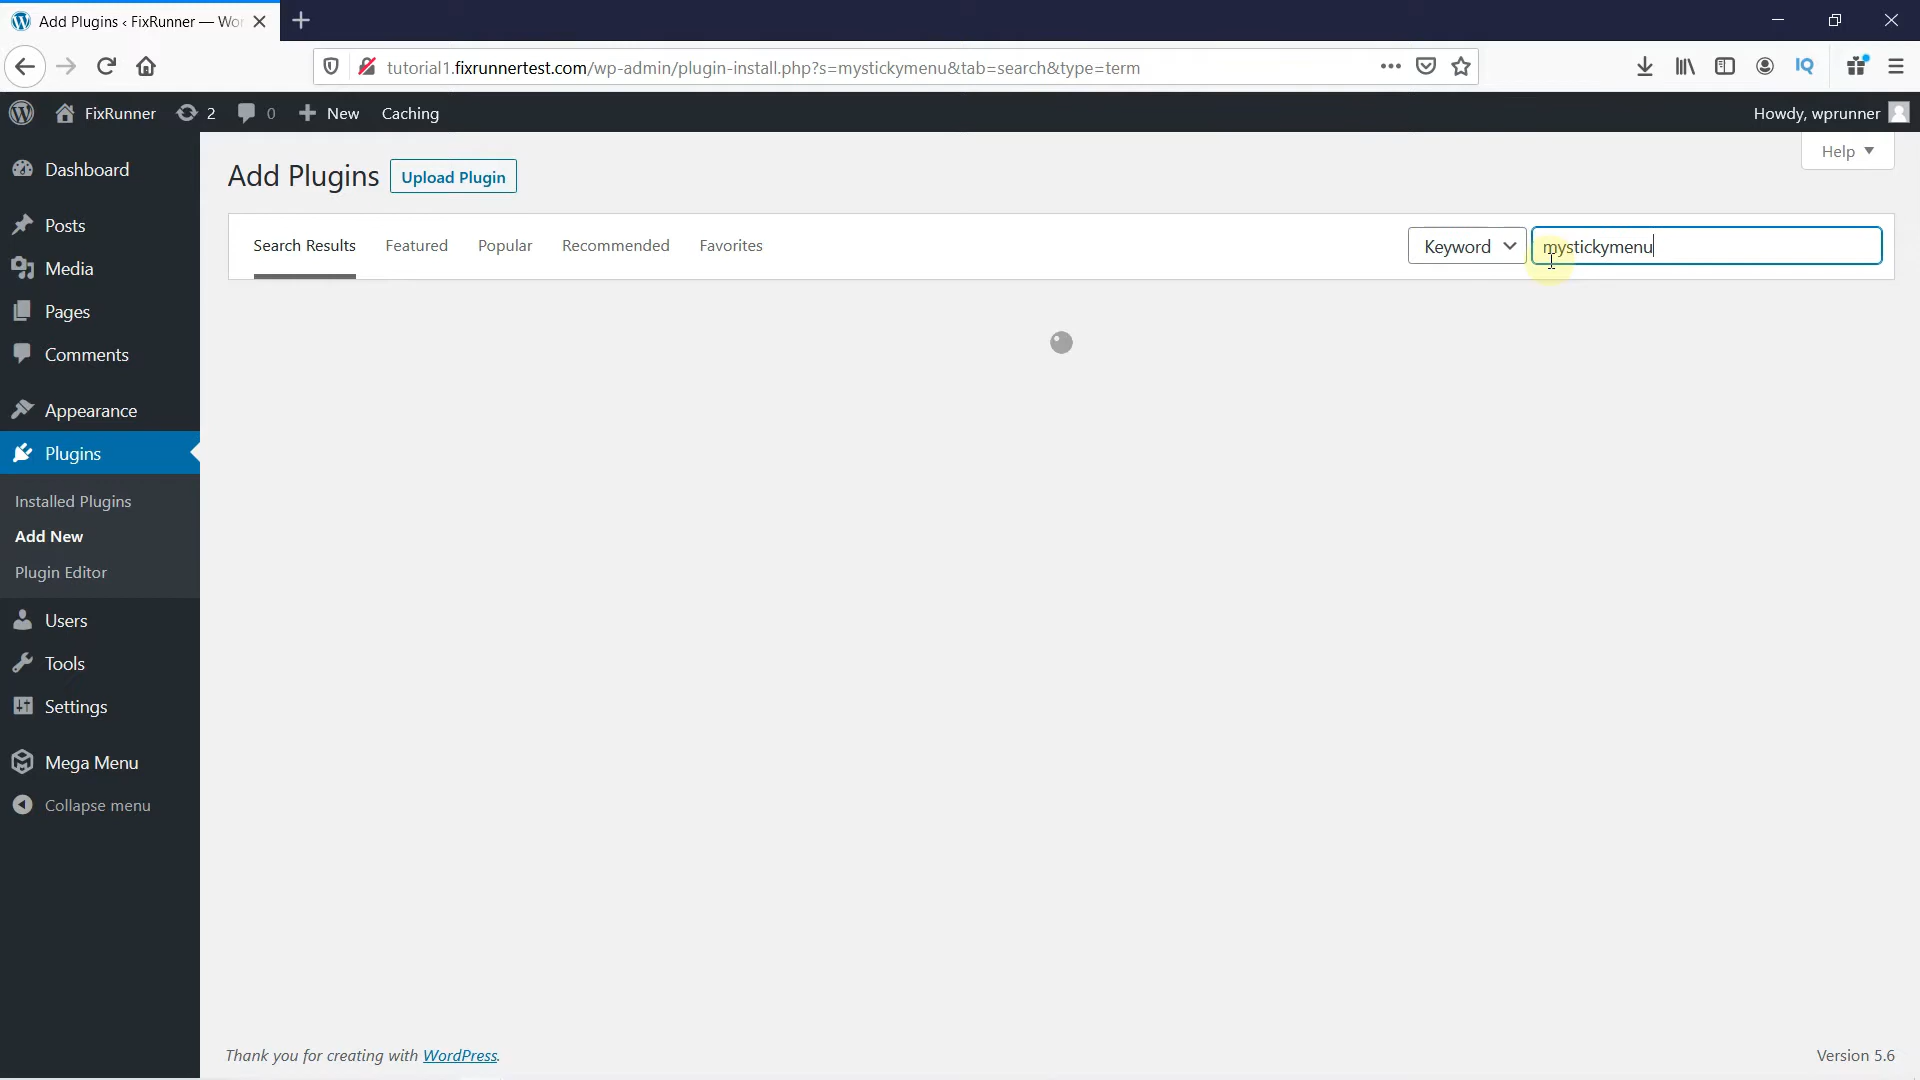 Add Plugins ‹ FixRunner — Wor
tutorial1.fixrunnertest.com/wp-admin/plugin-install.php?s=mystickymenu&tab=search&type=term
IQ
FixRunner
2
0
New
Caching
Howdy, wprunner
Help
Dashboard
Posts
Media
Pages
Comments
Appearance
Plugins
Installed Plugins
Add New
Plugin Editor
Users
Tools
Settings
Mega Menu
Collapse menu
Add Plugins
Upload Plugin
Search Results
Featured
Popular
Recommended
Favorites
Keyword
mystickymenu
Thank you for creating with WordPress.
Version 5.6